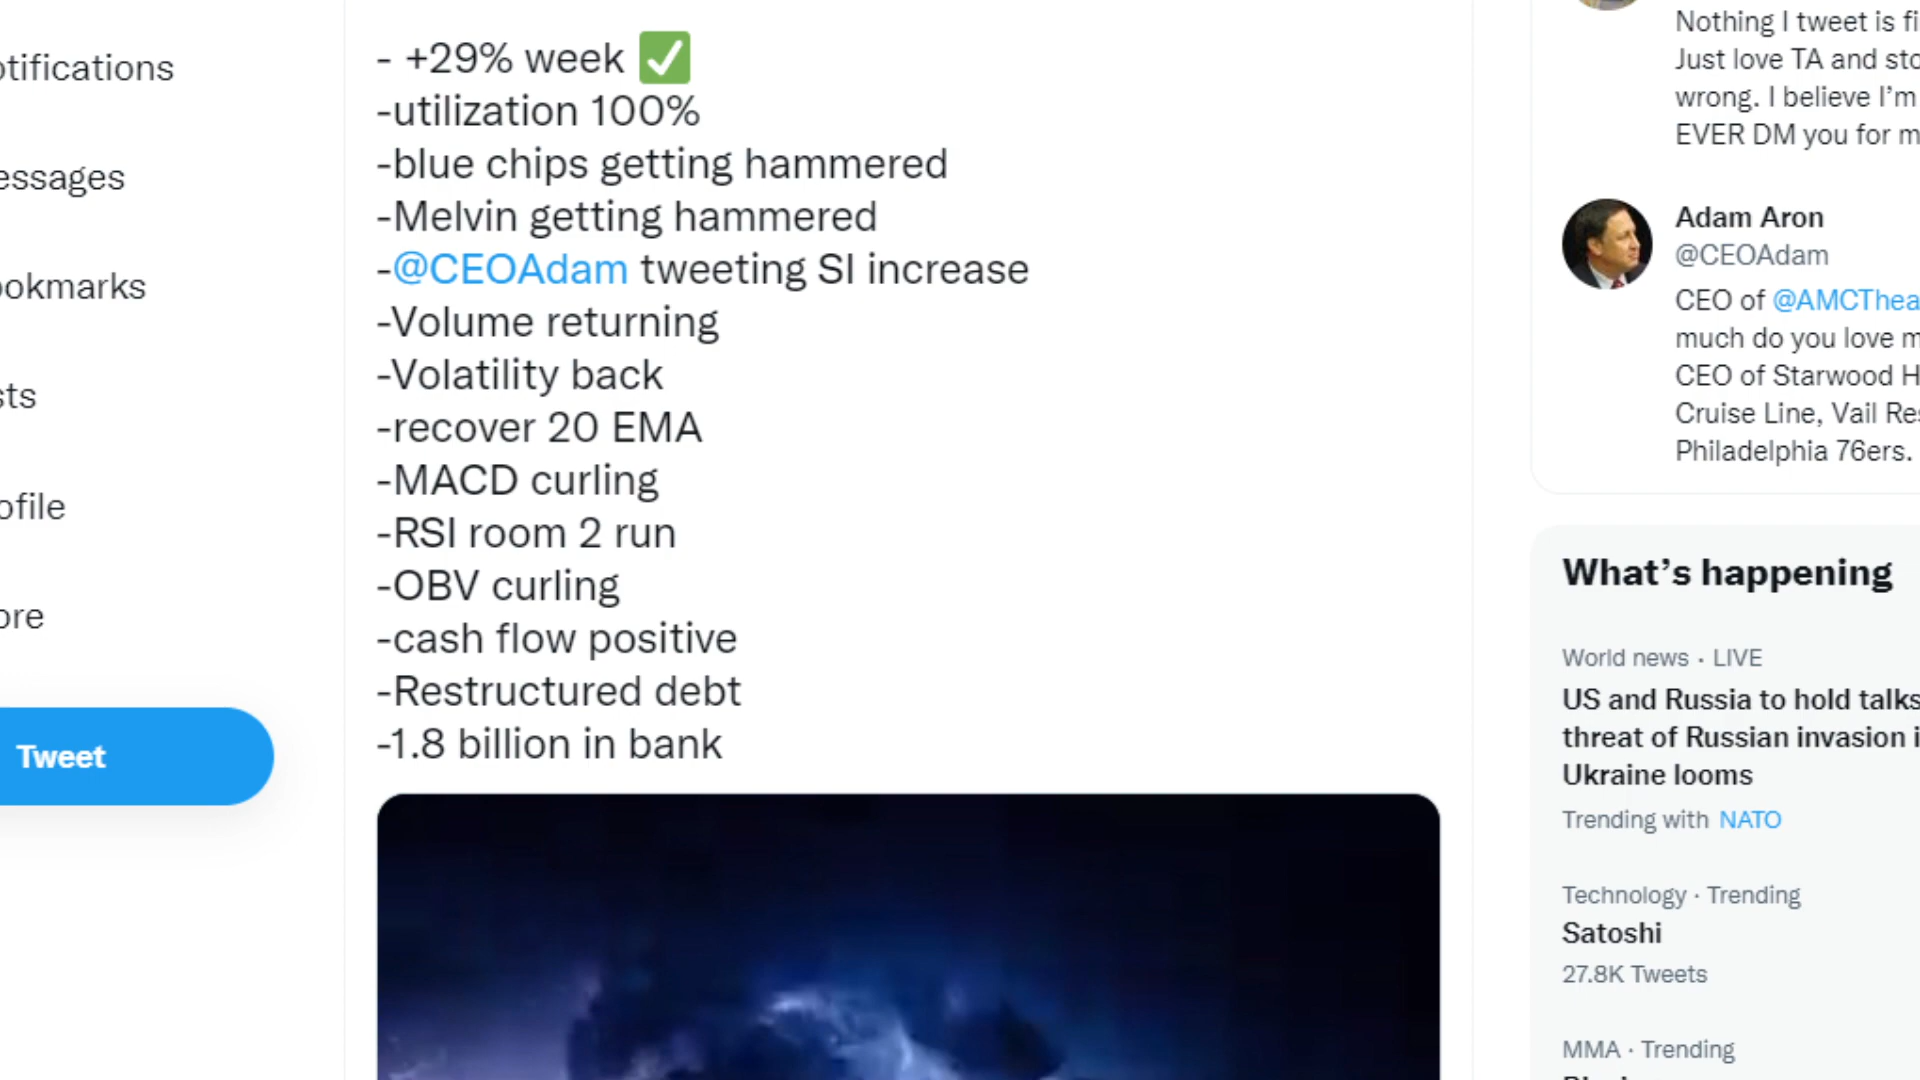 otifications
essages
ookmarks
sts
ofile
ore
Tweet
- +29% week ✅
-utilization 100%
-blue chips getting hammered
-Melvin getting hammered
-@CEOAdam tweeting SI increase
-Volume returning
-Volatility back
-recover 20 EMA
-MACD curling
-RSI room 2 run
-OBV curling
-cash flow positive
-Restructured debt
-1.8 billion in bank
Nothing I tweet is fi
Just love TA and sto
wrong. I believe I'm
EVER DM you for m
Adam Aron
@CEOAdam
CEO of @AMCThea
much do you love m
CEO of Starwood H
Cruise Line, Vail Res
Philadelphia 76ers.
What's happening
World news · LIVE
US and Russia to hold talks
threat of Russian invasion i
Ukraine looms
Trending with NATO
Technology · Trending
Satoshi
27.8K Tweets
MMA · Trending